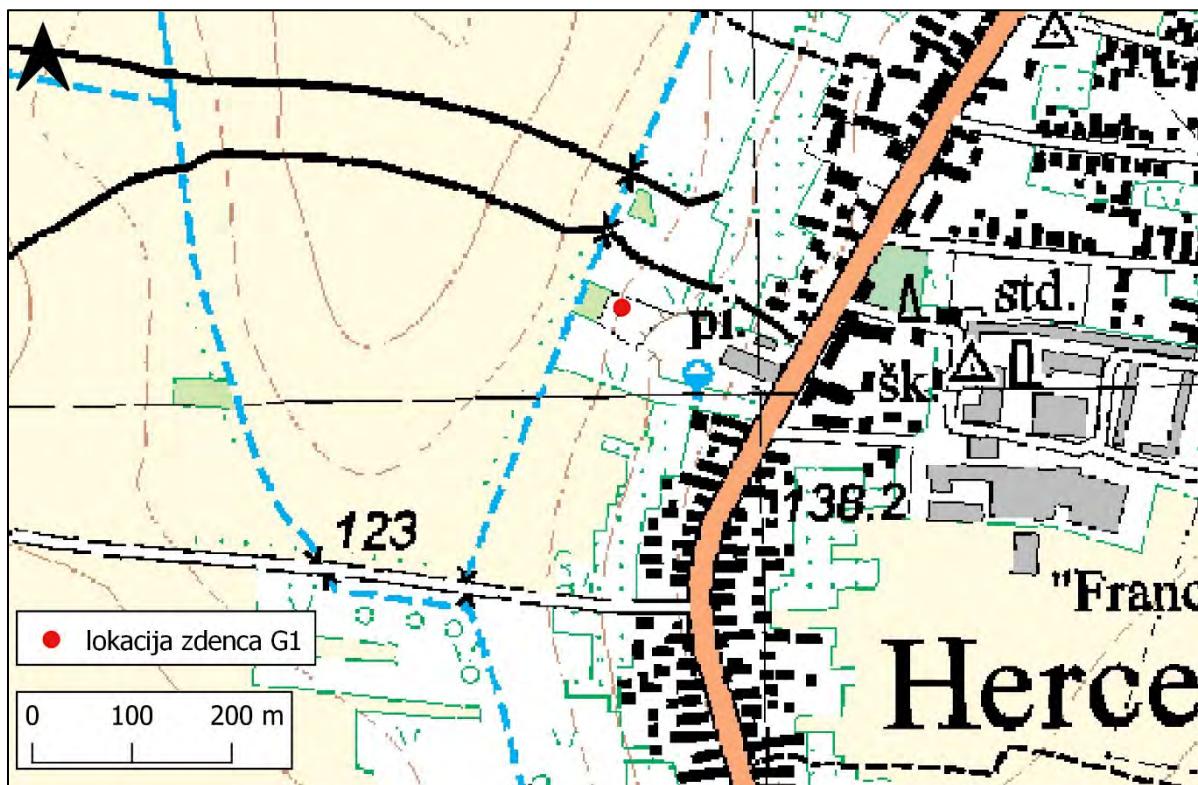 std.
pl.
šk.
138.2
123
"Franc
Herce
lokacija zdenca G1
0 100 200 m